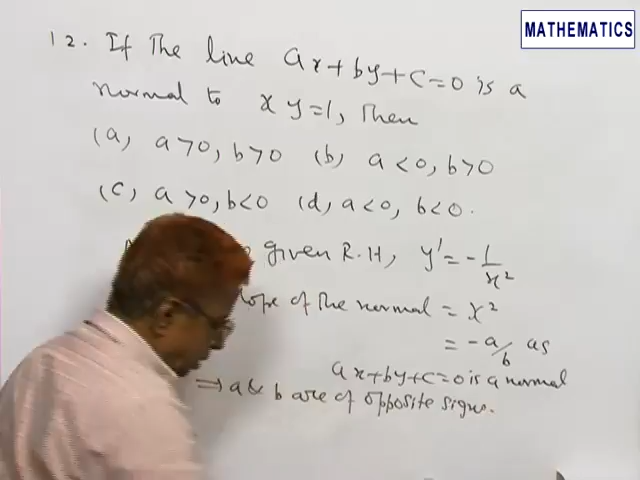 MATHEMATICS
12. If The line ax+by+c=0 is a
normal to xy=1, Then
(a) a>0, b>0 (b) a<0, b>0
(c) a>0, b<0 (d) a<0, b<0.
given R.H, y'=-1/x²
of the normal = x²
= -a/b as
ax+by+c=0 is a normal
⇒ a & b are of opposite signs.